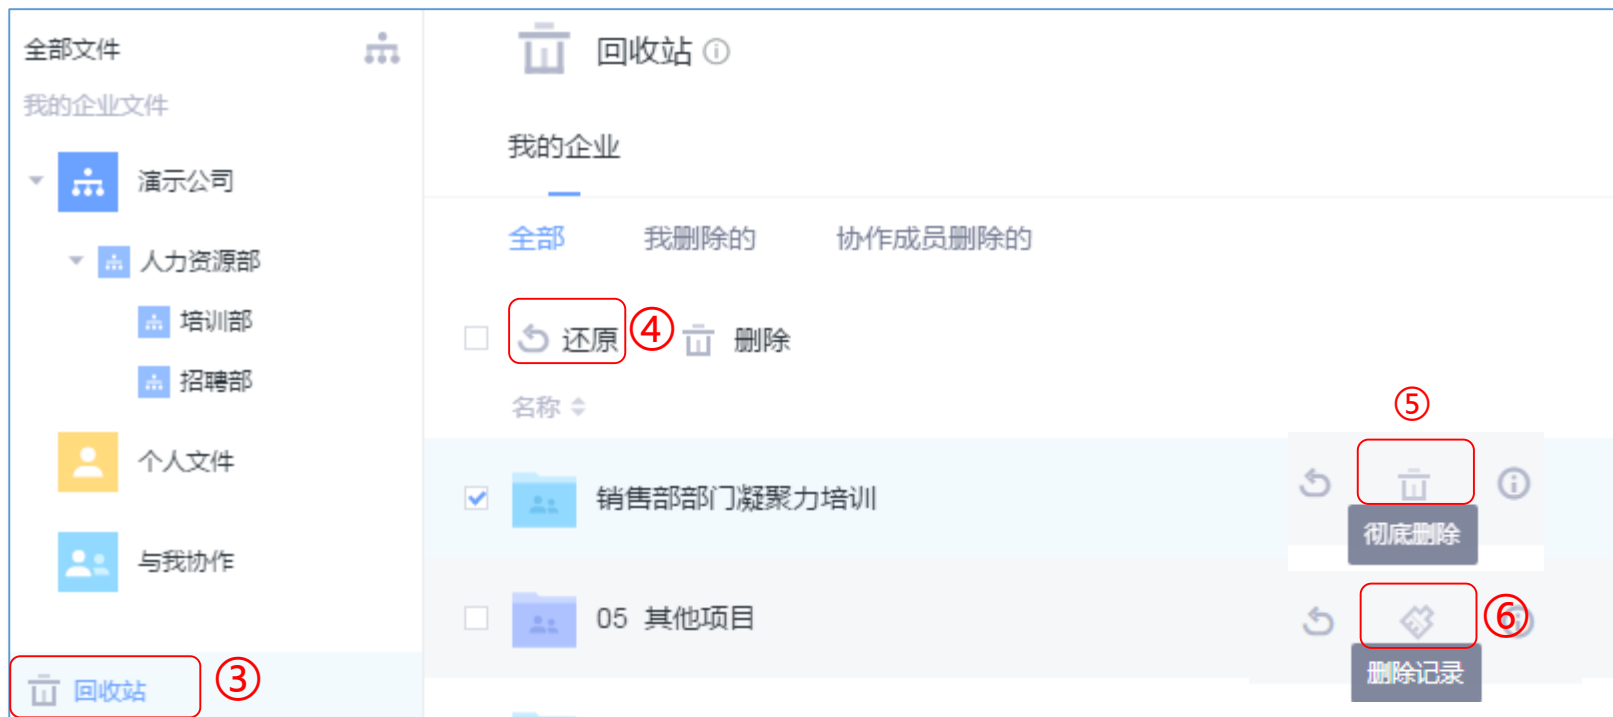 全部文件
我的企业文件
演示公司
人力资源部
培训部
招聘部
个人文件
与我协作
回收站 ③
回收站
我的企业
全部 我删除的 协作成员删除的
还原 ④ 删除
名称
⑤
销售部部门凝聚力培训
彻底删除
05 其他项目 ⑥
删除记录